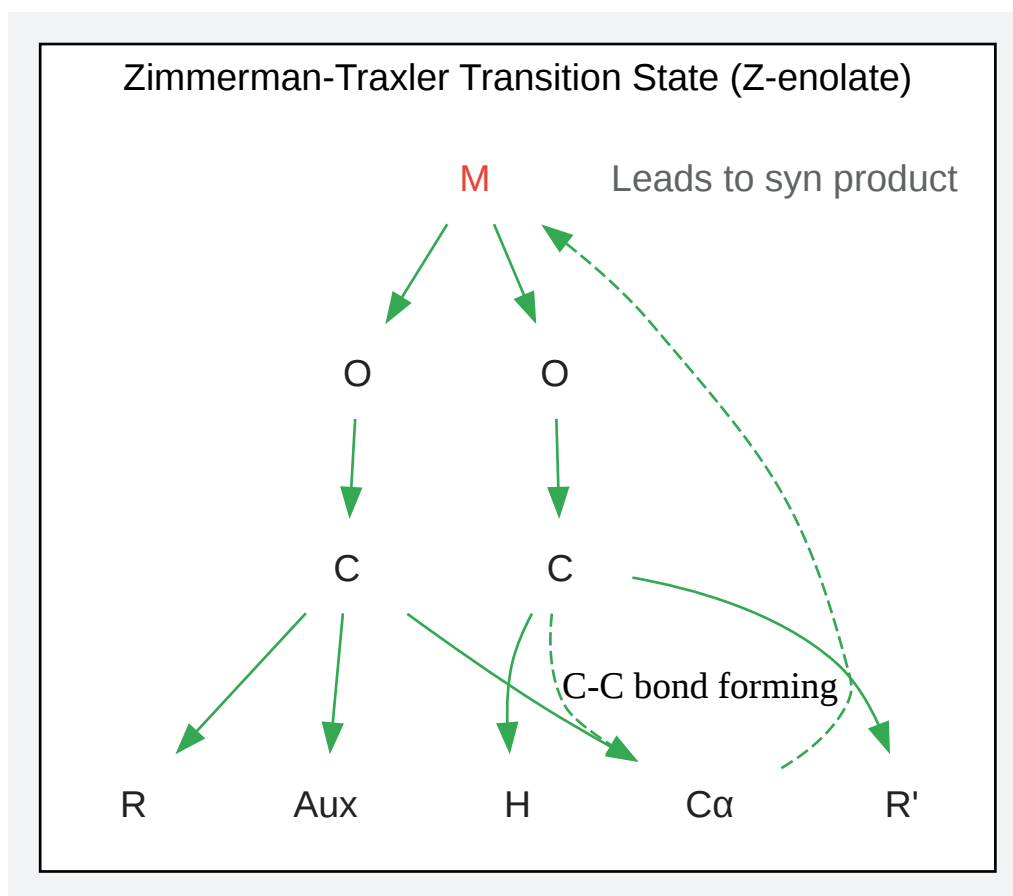 Zimmerman-Traxler Transition State (Z-enolate)
M
Leads to syn product
O
O
C
C
C-C bond forming
R
Aux
H
Cα
R'